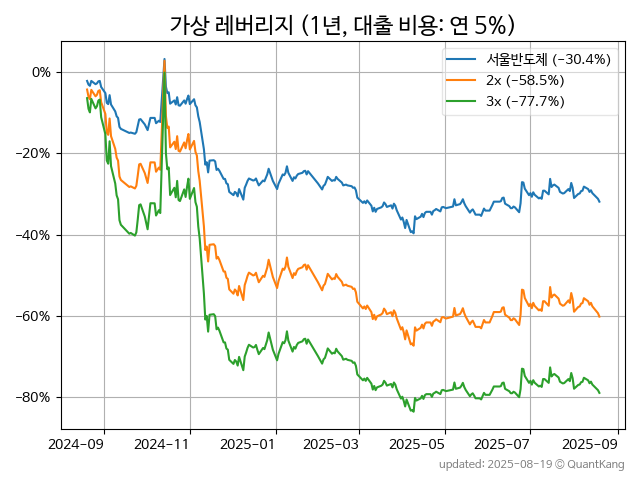 가상 레버리지 (1년, 대출 비용: 연 5%)
서울반도체 (−30.4%)
2x (−58.5%)
3x (−77.7%)
0%
−20%
−40%
−60%
−80%
2024-09 2024-11 2025-01 2025-03 2025-05 2025-07 2025-09
updated: 2025-08-19 © QuantKang